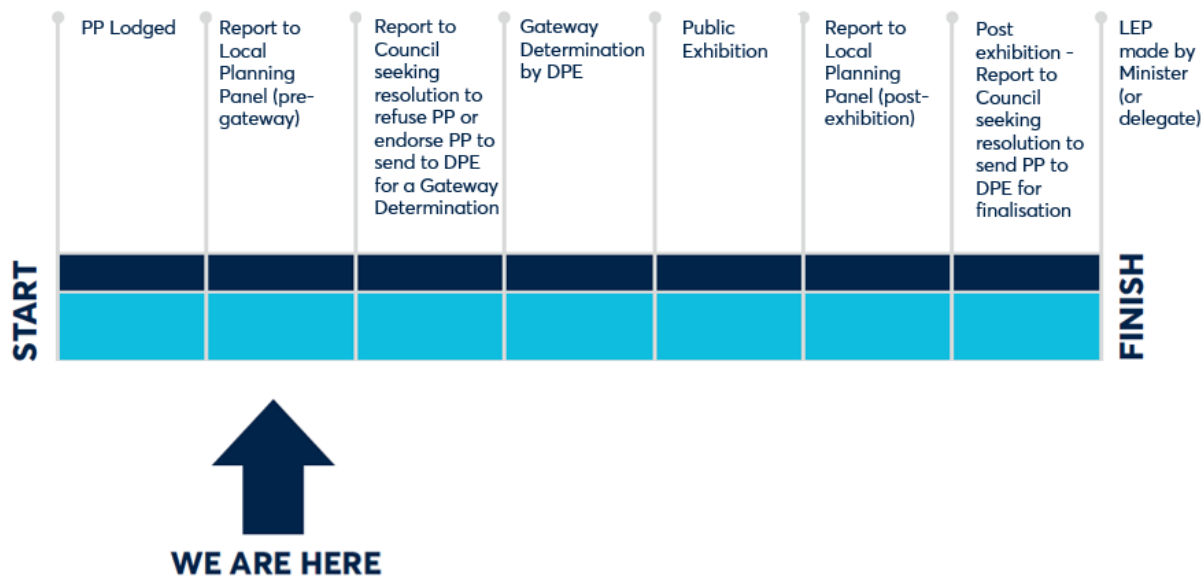 PP Lodged
Report to
Local
Planning
Panel (pre-
gateway)
Report to
Council
seeking
resolution to
refuse PP or
endorse PP to
send to DPE
for a Gateway
Determination
Gateway
Determination
by DPE
Public
Exhibition
Report to
Local
Planning
Panel (post-
exhibition)
Post
exhibition -
Report to
Council
seeking
resolution to
send PP to
DPE for
finalisation
LEP
made by
Minister
(or
delegate)
START
FINISH
WE ARE HERE